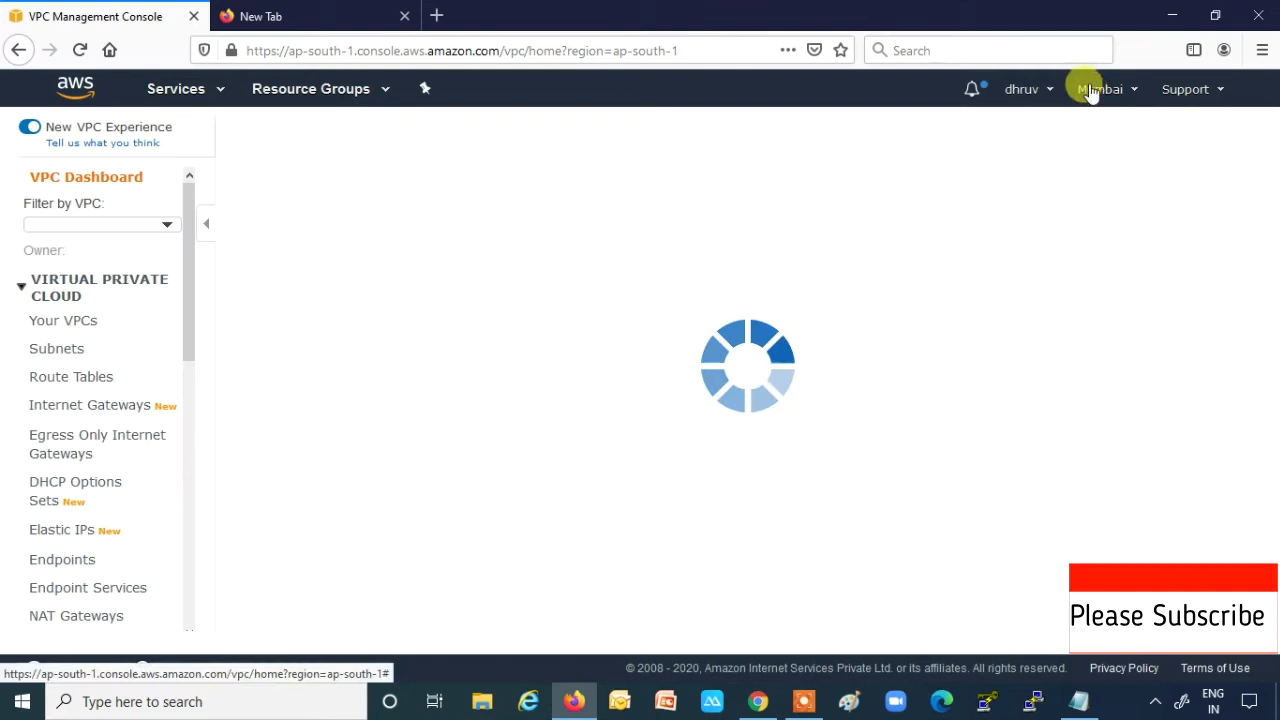 VPC Management Console
New Tab
https://ap-south-1.console.aws.amazon.com/vpc/home?region=ap-south-1
Search
aws
Services
Resource Groups
dhruv
Mumbai
Support
New VPC Experience
Tell us what you think
VPC Dashboard
Filter by VPC:
Owner:
VIRTUAL PRIVATE
CLOUD
Your VPCs
Subnets
Route Tables
Internet Gateways New
Egress Only Internet
Gateways
DHCP Options
Sets New
Elastic IPs New
Endpoints
Endpoint Services
NAT Gateways
Please Subscribe
https://ap-south-1.console.aws.amazon.com/vpc/home?region=ap-south-1#
© 2008 - 2020, Amazon Internet Services Private Ltd. or its affiliates. All rights reserved.
Privacy Policy
Terms of Use
Type here to search
ENG
IN